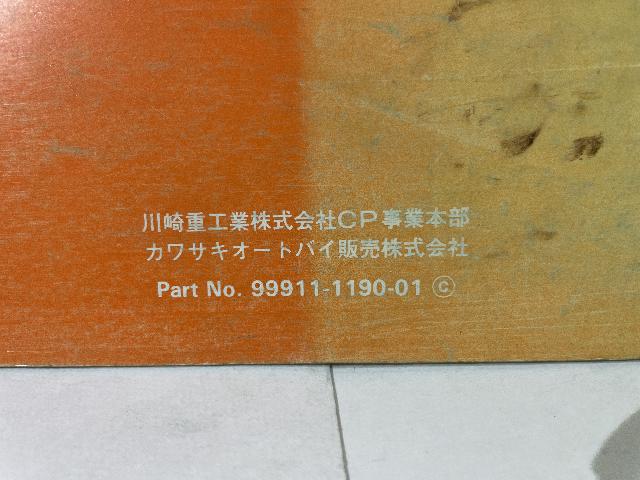 川崎重工業株式会社CP事業本部
カワサキオートバイ販売株式会社
Part No. 99911-1190-01 ©